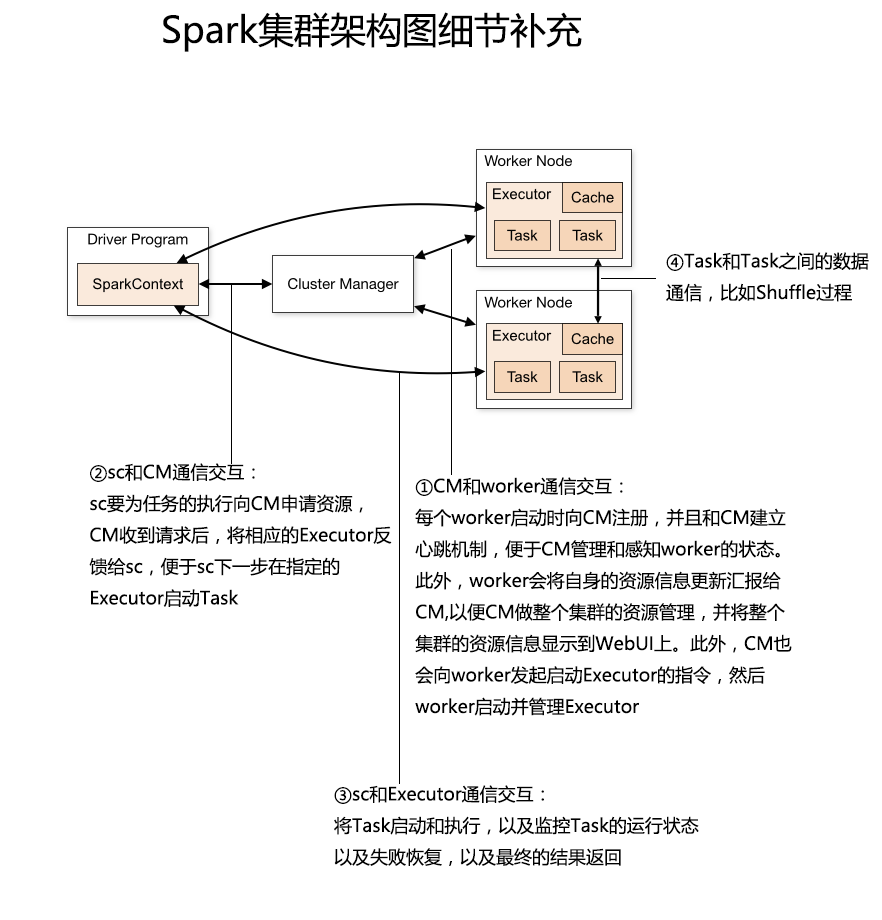 Spark集群架构图细节补充
Worker Node
Executor
Cache
Task
Task
Driver Program
SparkContext
Cluster Manager
④Task和Task之间的数据
通信，比如Shuffle过程
Worker Node
Executor
Cache
Task
Task
②sc和CM通信交互：
sc要为任务的执行向CM申请资源，
CM收到请求后，将相应的Executor反
馈给sc，便于sc下一步在指定的
Executor启动Task
①CM和worker通信交互：
每个worker启动时向CM注册，并且和CM建立
心跳机制，便于CM管理和感知worker的状态。
此外，worker会将自身的资源信息更新汇报给
CM,以便CM做整个集群的资源管理，并将整个
集群的资源信息显示到WebUI上。此外，CM也
会向worker发起启动Executor的指令，然后
worker启动并管理Executor
③sc和Executor通信交互：
将Task启动和执行，以及监控Task的运行状态
以及失败恢复，以及最终的结果返回